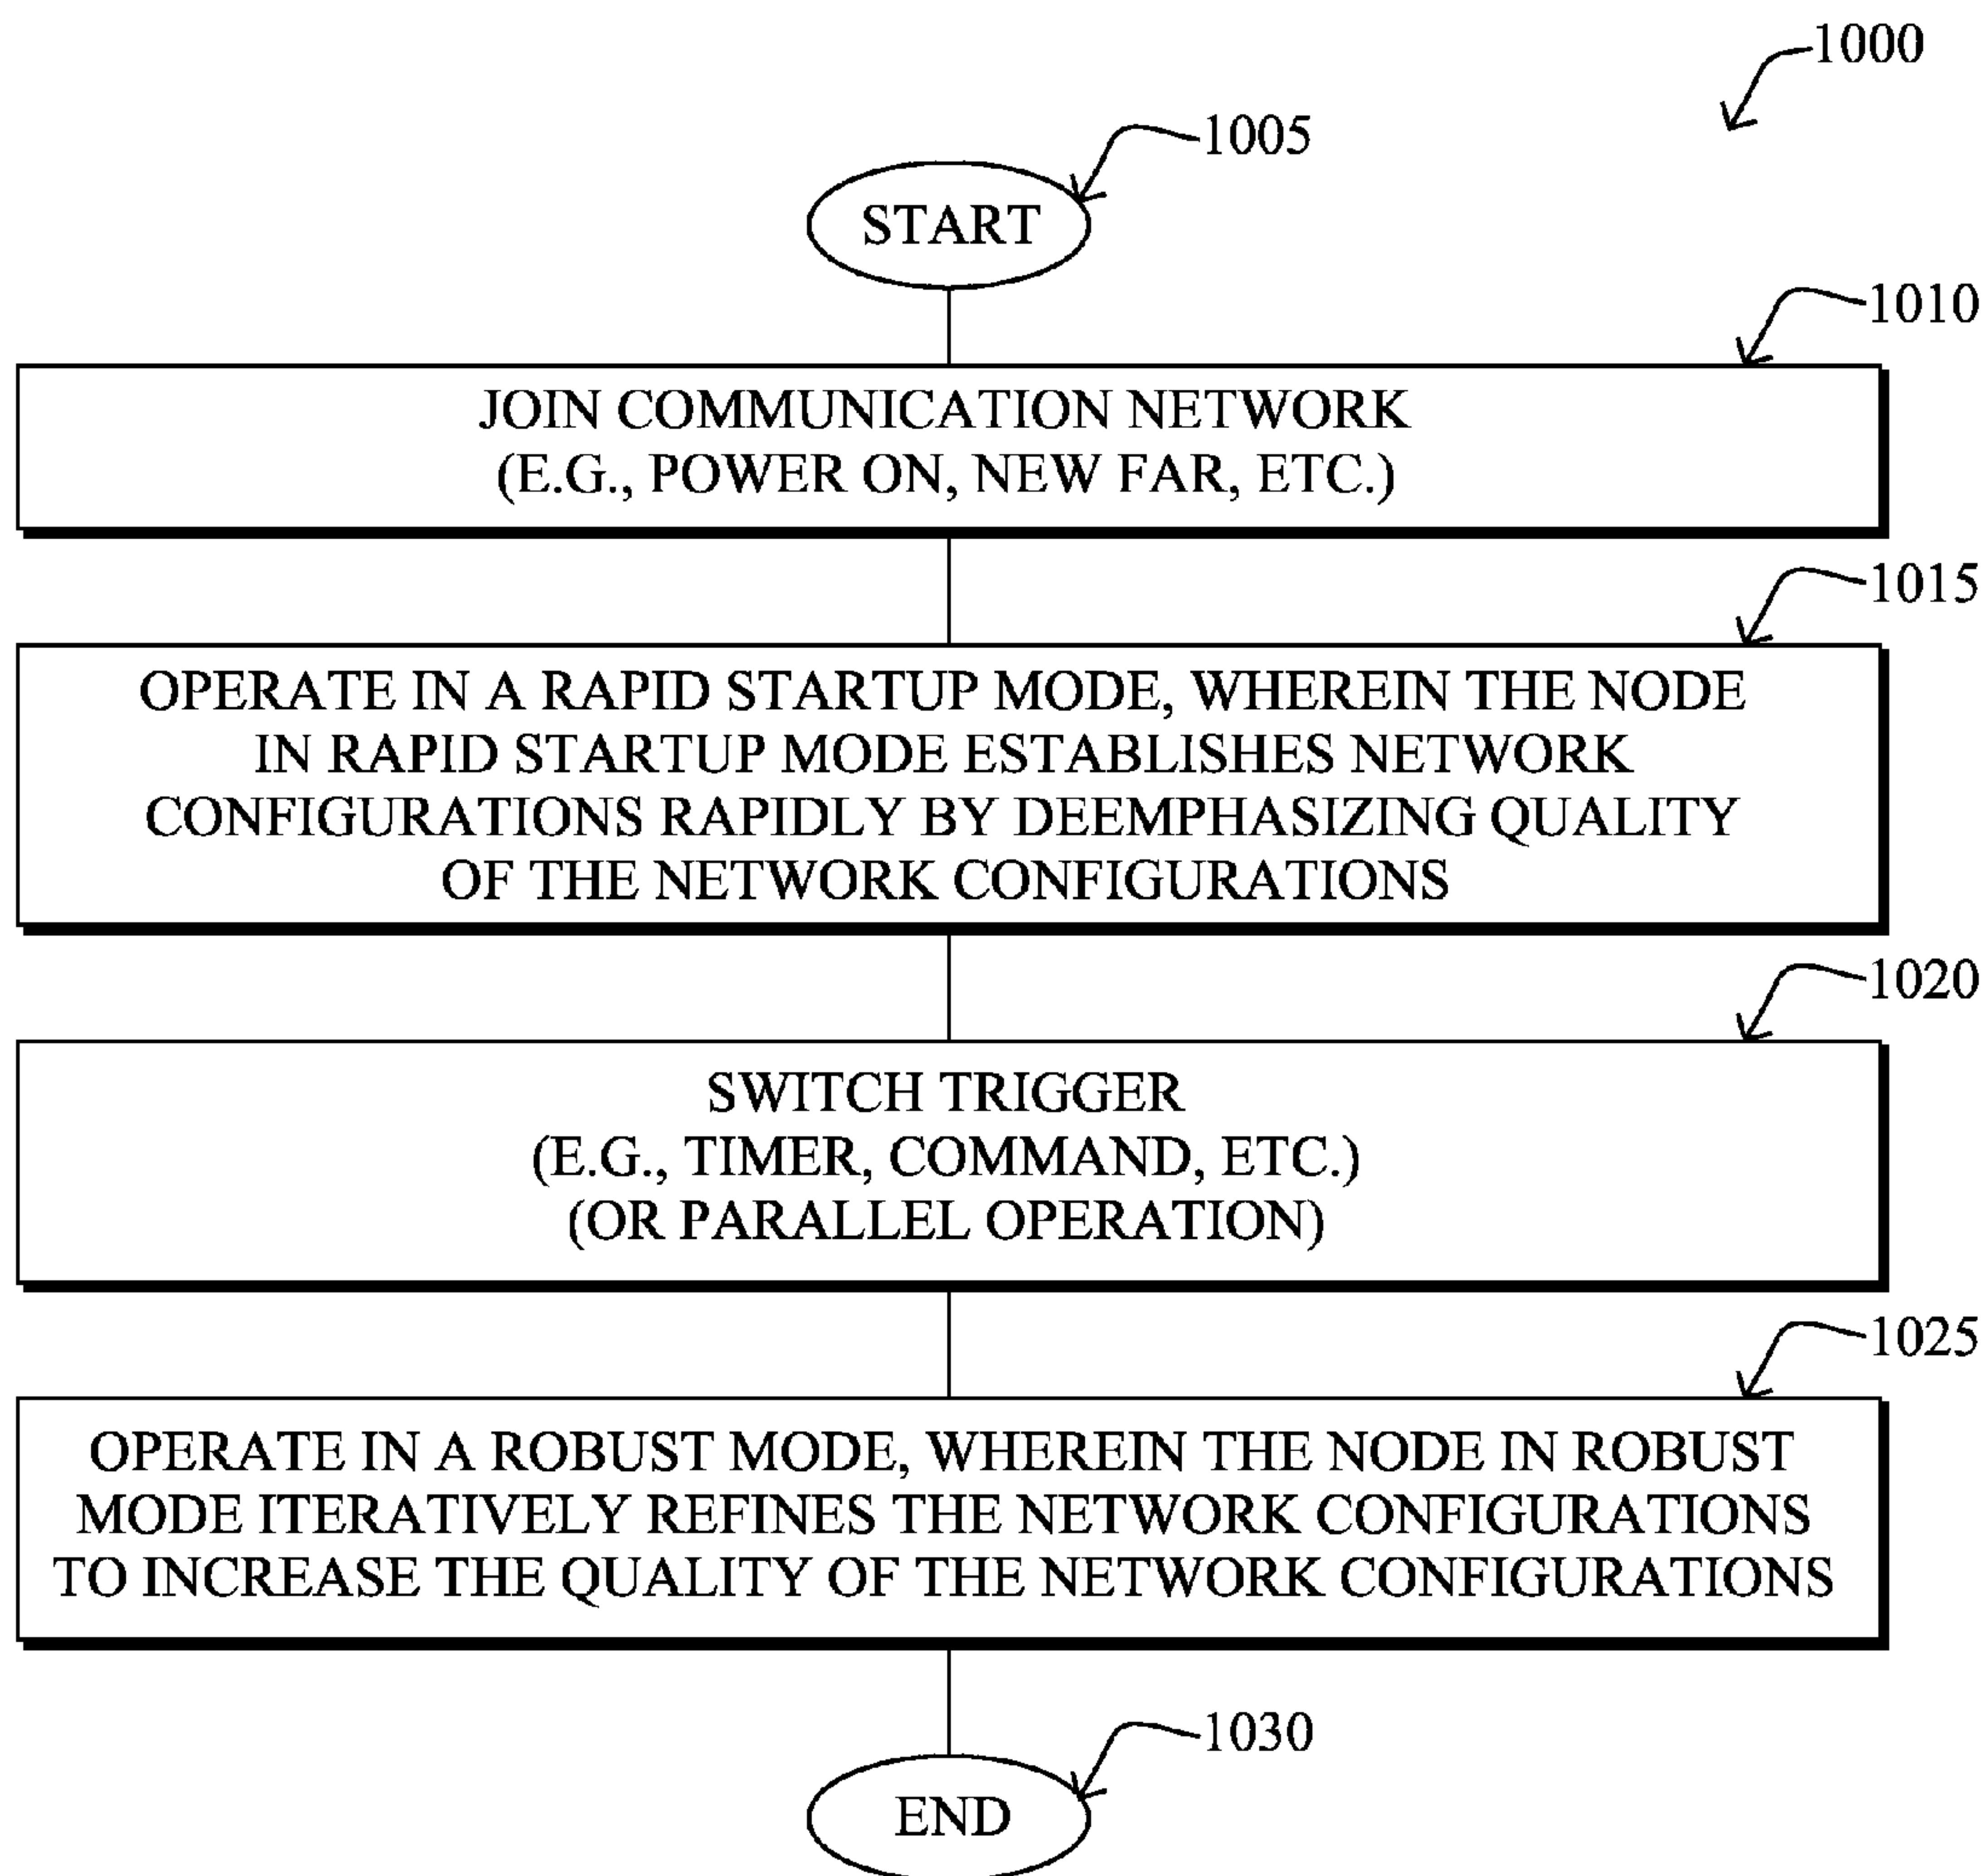 1000
1005
START
1010
JOIN COMMUNICATION NETWORK
(E.G., POWER ON, NEW FAR, ETC.)
1015
OPERATE IN A RAPID STARTUP MODE, WHEREIN THE NODE
IN RAPID STARTUP MODE ESTABLISHES NETWORK
CONFIGURATIONS RAPIDLY BY DEEMPHASIZING QUALITY
OF THE NETWORK CONFIGURATIONS
1020
SWITCH TRIGGER
(E.G., TIMER, COMMAND, ETC.)
(OR PARALLEL OPERATION)
1025
OPERATE IN A ROBUST MODE, WHEREIN THE NODE IN ROBUST
MODE ITERATIVELY REFINES THE NETWORK CONFIGURATIONS
TO INCREASE THE QUALITY OF THE NETWORK CONFIGURATIONS
1030
END